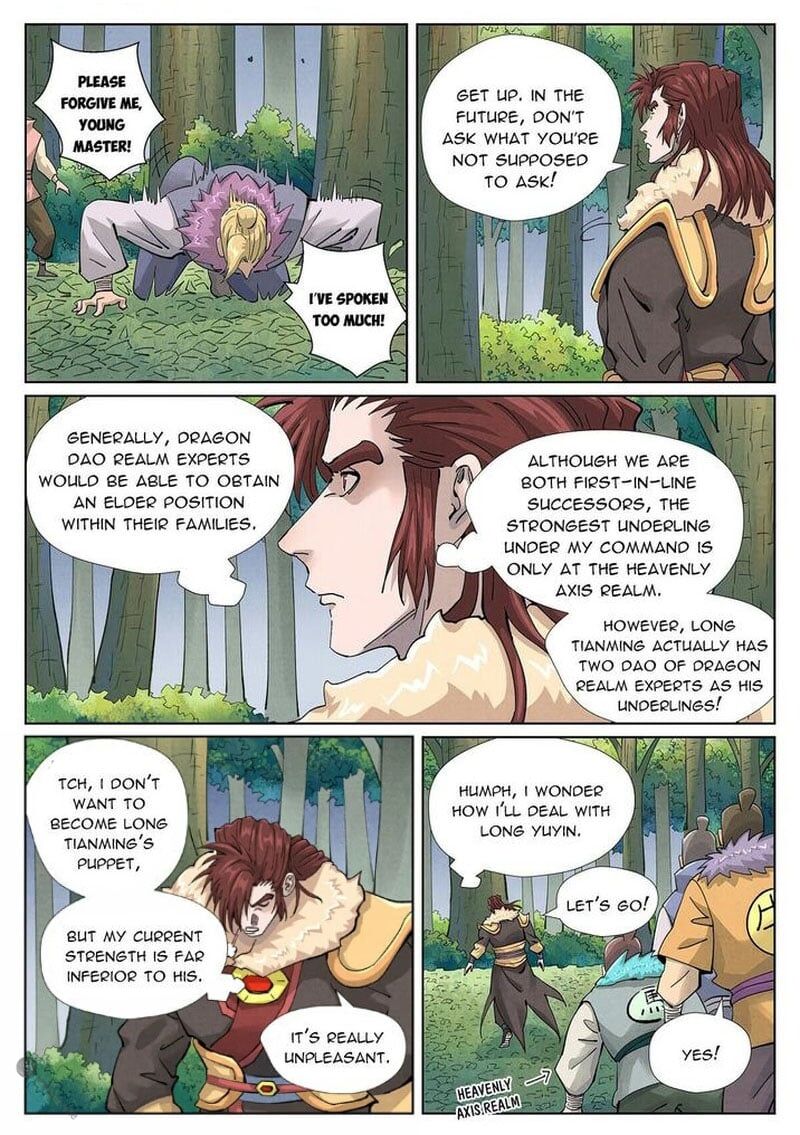 PLEASE
FORGIVE ME,
YOUNG
MASTER!
I'VE SPOKEN
TOO MUCH!
GET UP. IN THE
FUTURE, DON'T
ASK WHAT YOU'RE
NOT SUPPOSED
TO ASK!
GENERALLY, DRAGON
DAO REALM EXPERTS
WOULD BE ABLE TO OBTAIN
AN ELDER POSITION
WITHIN THEIR FAMILIES.
ALTHOUGH WE ARE
BOTH FIRST-IN-LINE
SUCCESSORS, THE
STRONGEST UNDERLING
UNDER MY COMMAND IS
ONLY AT THE HEAVENLY
AXIS REALM.
HOWEVER, LONG
TIANMING ACTUALLY HAS
TWO DAO OF DRAGON
REALM EXPERTS AS HIS
UNDERLINGS!
TCH, I DON'T
WANT TO
BECOME LONG
TIANMING'S
PUPPET,
BUT MY CURRENT
STRENGTH IS FAR
INFERIOR TO HIS.
IT'S REALLY
UNPLEASANT.
HUMPH, I WONDER
HOW I'LL DEAL WITH
LONG YUYIN.
LET'S GO!
YES!
HEAVENLY
AXIS REALM